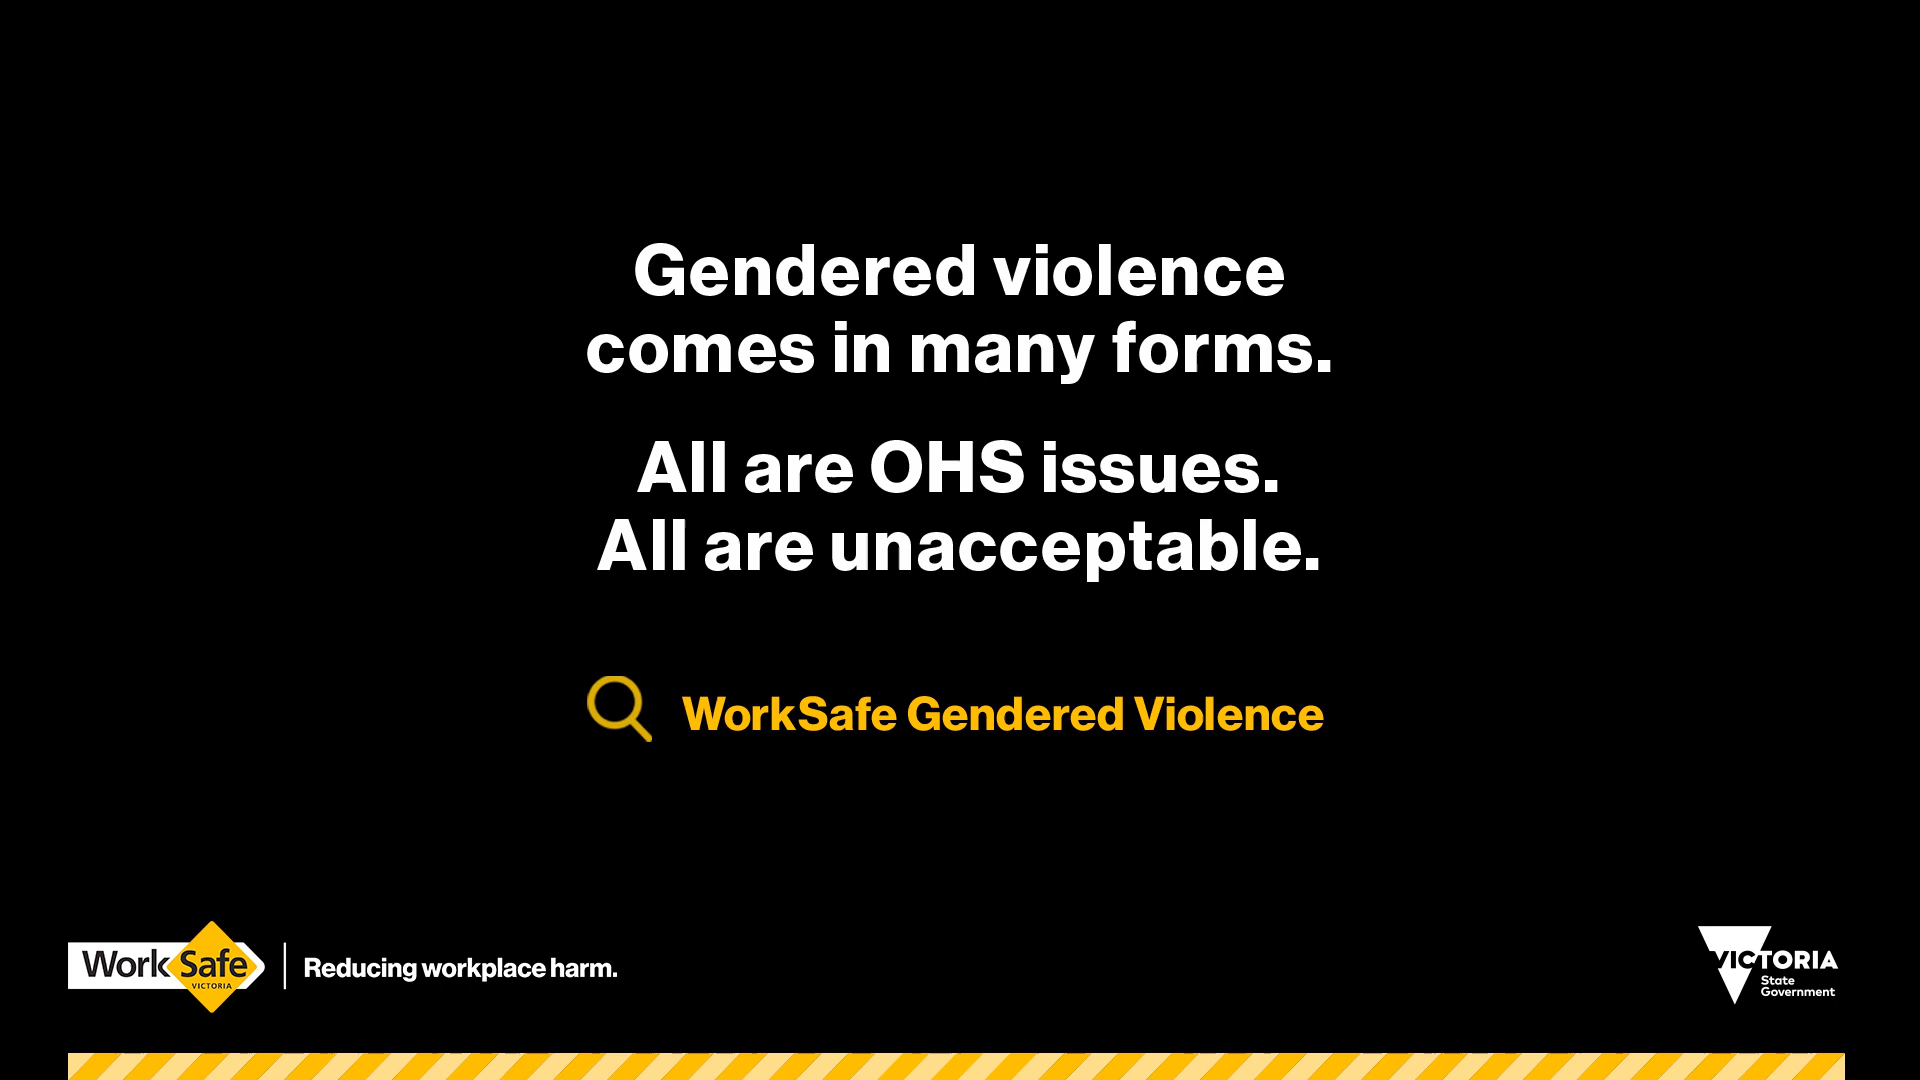 Gendered violence
comes in many forms.
All are OHS issues.
All are unacceptable.
WorkSafe Gendered Violence
WorkSafe
VICTORIA
Reducing workplace harm.
VICTORIA
State
Government